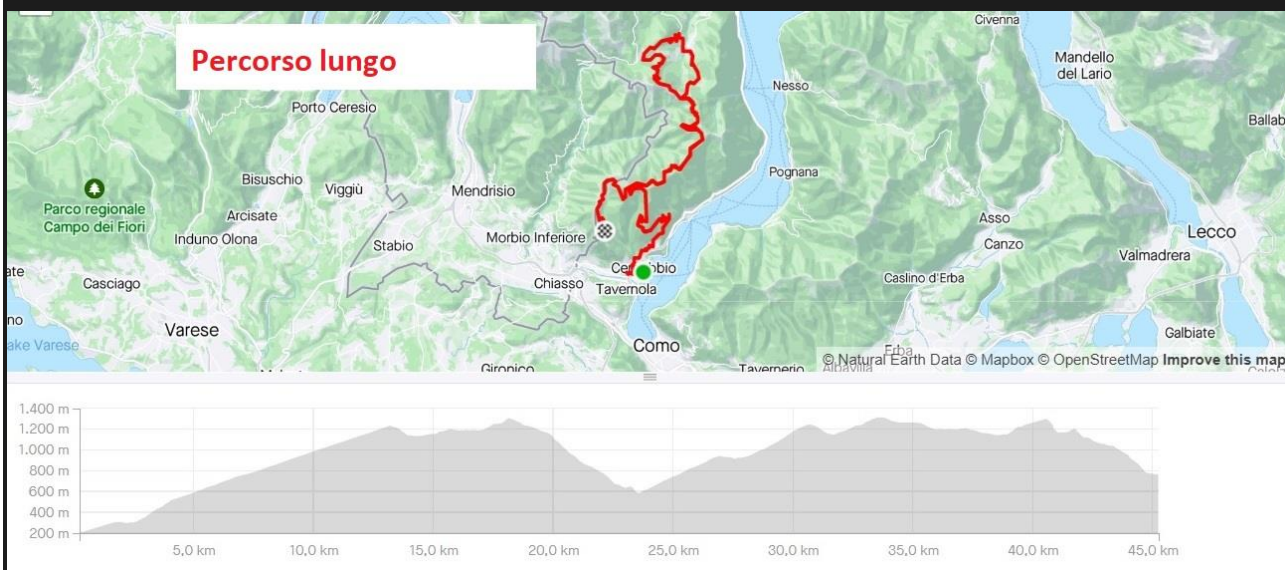 Percorso lungo
Civenna
Mandello
del Lario
Porto Ceresio
Nesso
Parco regionale
Campo dei Fiori
Bisuschio
Viggiù
Mendrisio
Pognana
Arcisate
Induno Olona
Stabio
Morbio Inferiore
Asso
Canzo
Lecco
Valmadrera
Casciago
Chiasso
Tavernola
Caslino d'Erba
Varese
Como
Galbiate
Gironico
Tavernerio
Erba
© Natural Earth Data © Mapbox © OpenStreetMap Improve this map
1.400 m
1.200 m
1.000 m
800 m
600 m
400 m
200 m
5,0 km 10,0 km 15,0 km 20,0 km 25,0 km 30,0 km 35,0 km 40,0 km 45,0 km